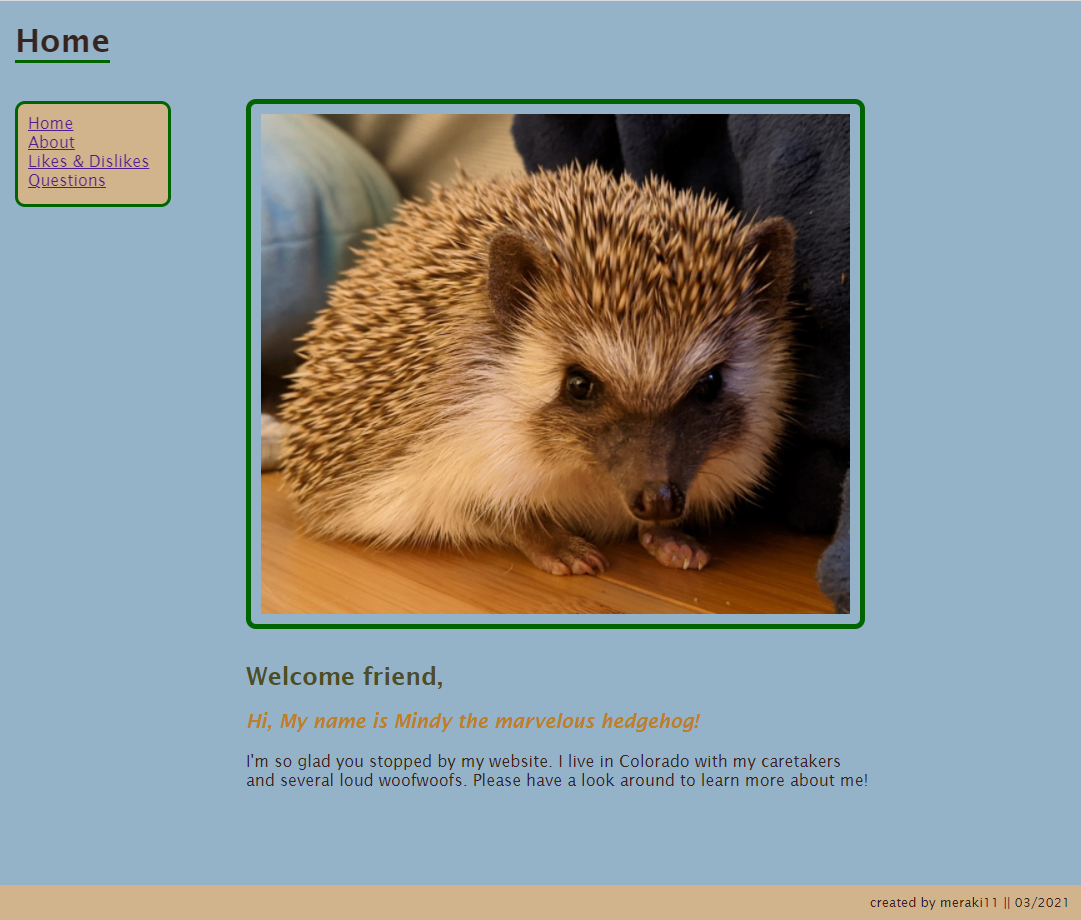 Home
Home
About
Likes & Dislikes
Questions
Welcome friend,
Hi, My name is Mindy the marvelous hedgehog!
I'm so glad you stopped by my website. I live in Colorado with my caretakers
and several loud woofwoofs. Please have a look around to learn more about me!
created by meraki11 || 03/2021